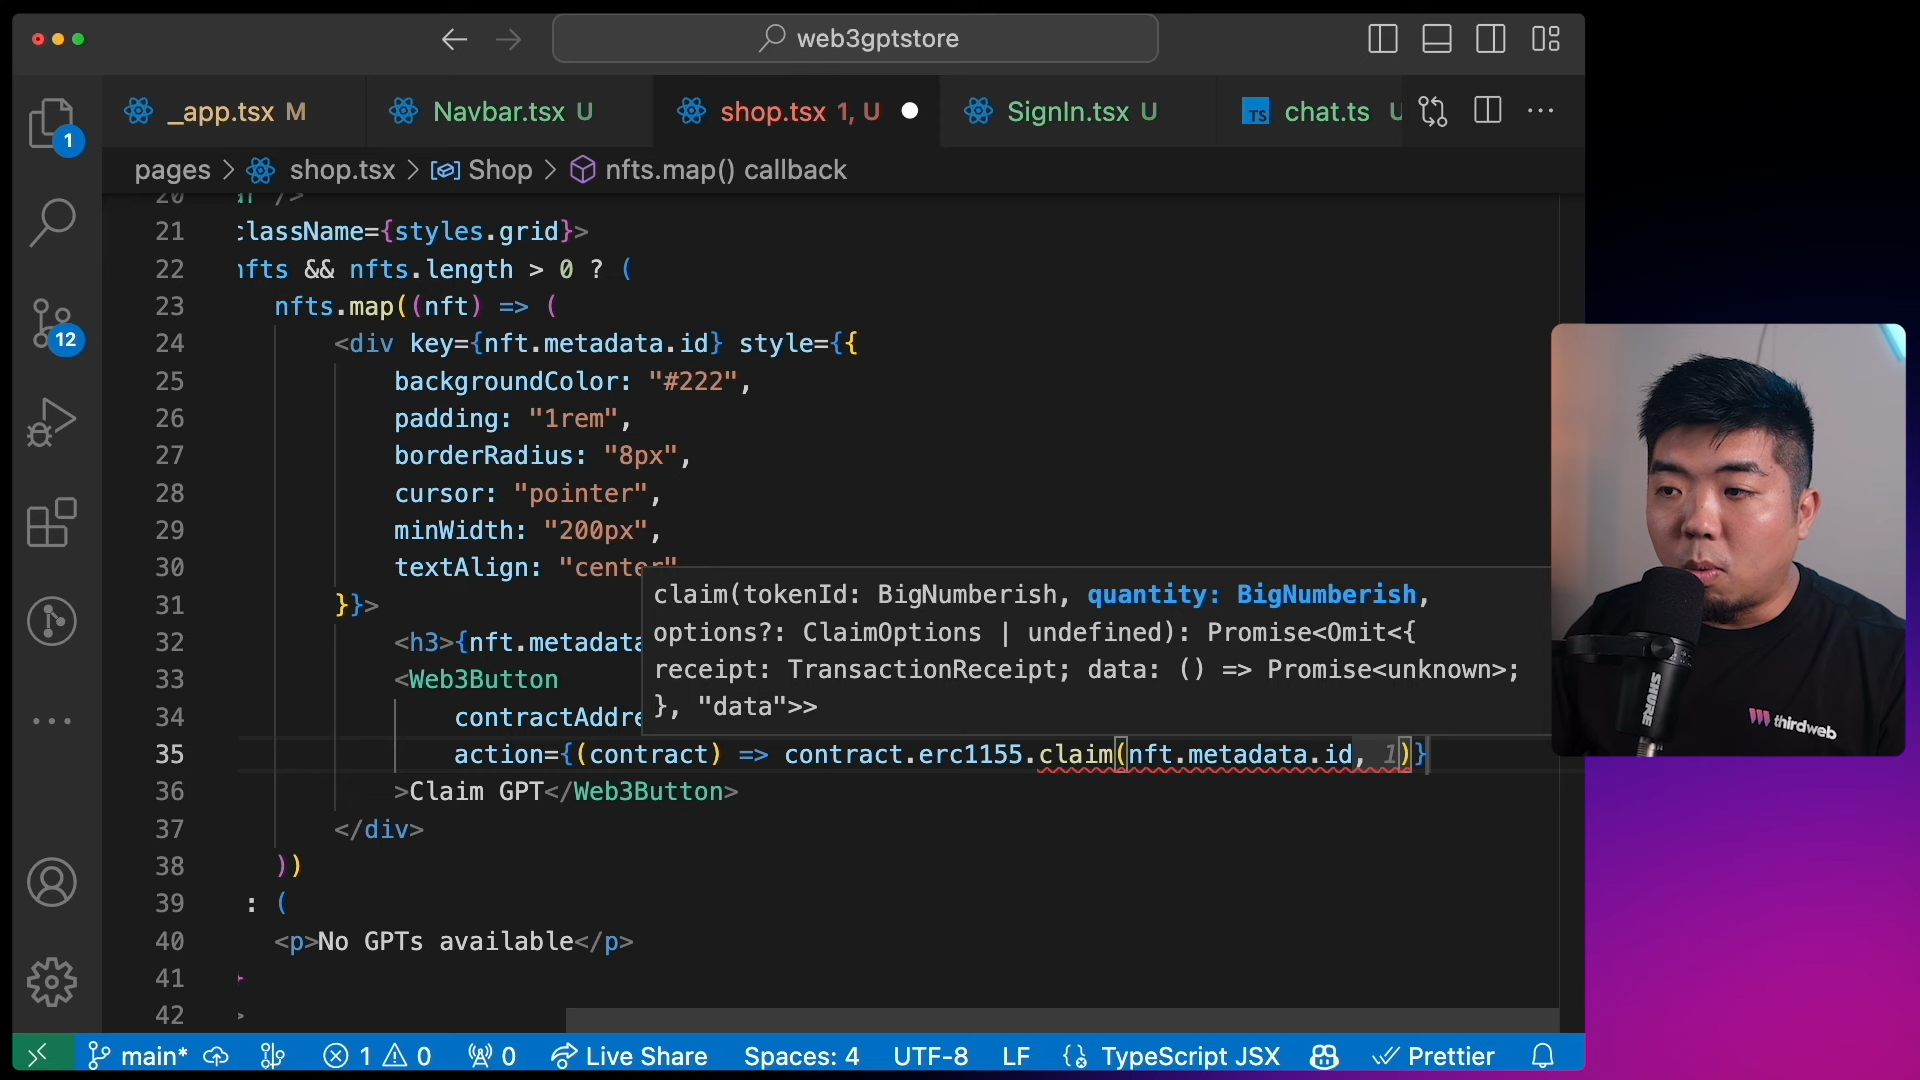 web3gptstore
_app.tsx M
Navbar.tsx U
shop.tsx 1, U
SignIn.tsx U
TS chat.ts U
pages > shop.tsx > Shop > nfts.map() callback
20 />
21 className={styles.grid}>
22 nfts && nfts.length > 0 ? (
23 nfts.map((nft) => (
24 <div key={nft.metadata.id} style={{
25 backgroundColor: "#222",
26 padding: "1rem",
27 borderRadius: "8px",
28 cursor: "pointer",
29 minWidth: "200px",
30 textAlign: "center"
31 }}>
32 <h3>{nft.metadata
33 <Web3Button
34 contractAddre
35 action={(contract) => contract.erc1155.claim(nft.metadata.id, 1)}
36 >Claim GPT</Web3Button>
37 </div>
38 ))
39 : (
40 <p>No GPTs available</p>
41 }
42 >
claim(tokenId: BigNumberish, quantity: BigNumberish,
options?: ClaimOptions | undefined): Promise<Omit<{
receipt: TransactionReceipt; data: () => Promise<unknown>;
}, "data">>
1
12
SHURE
thirdweb
main* 1 0 0 Live Share Spaces: 4 UTF-8 LF TypeScript JSX Prettier